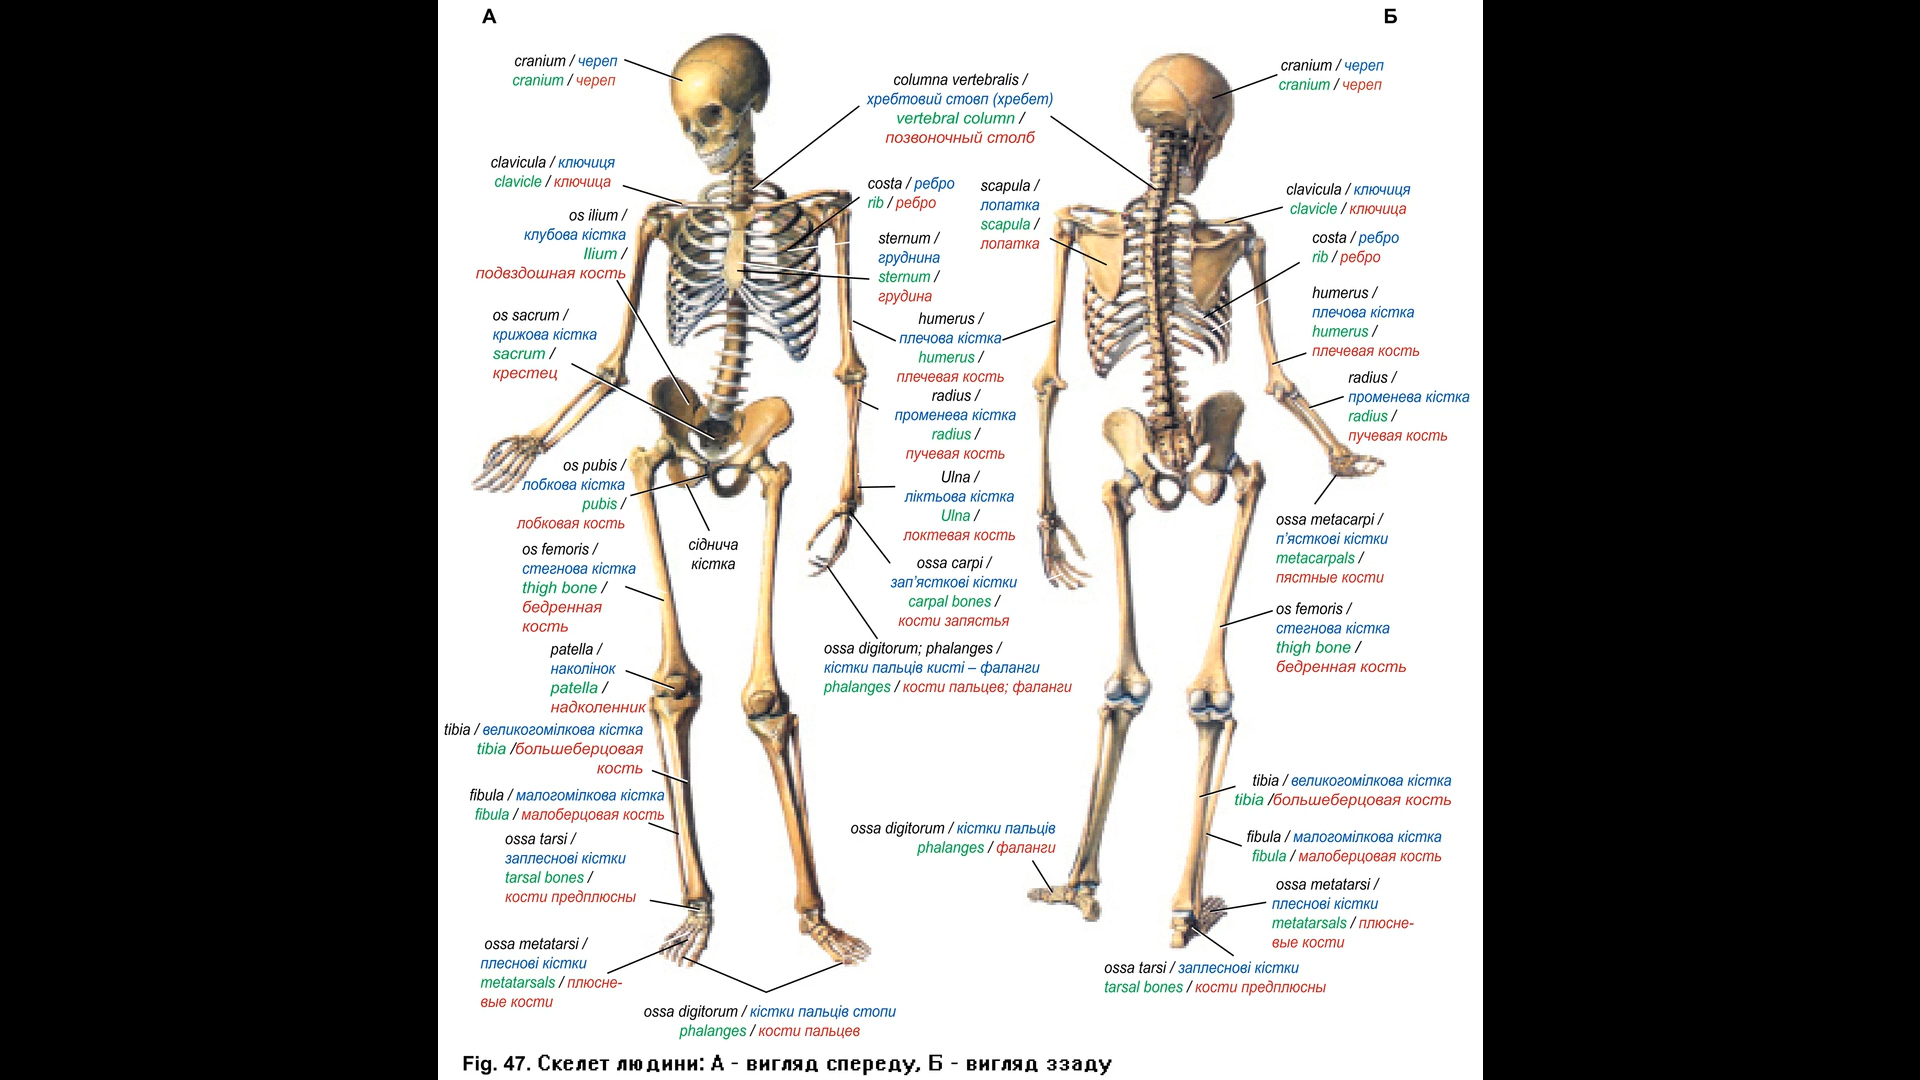 А
Б
cranium / череп
cranium / череп
clavicula / ключиця
clavicle / ключица
os ilium /
клубова кістка
Ilium /
подвздошная кость
os sacrum /
крижова кістка
sacrum /
крестец
os pubis /
лобкова кістка
pubis /
лобковая кость
сіднича
кістка
os femoris /
стегнова кістка
thigh bone /
бедренная
кость
patella /
наколінок
patella /
надколенник
tibia / великогомілкова кістка
tibia /большеберцовая
кость
fibula / малогомілкова кістка
fibula / малоберцовая кость
ossa tarsi /
заплеснові кістки
tarsal bones /
кости предплюсны
ossa metatarsi /
плеснові кістки
metatarsals / плюсне-
вые кости
ossa digitorum / кістки пальців стопи
phalanges / кости пальцев
columna vertebralis /
хребтовий стовп (хребет)
vertebral column /
позвоночный столб
costa / ребро
rib / ребро
sternum /
груднина
sternum /
грудина
humerus /
плечова кістка
humerus /
плечевая кость
radius /
променева кістка
radius /
пучевая кость
Ulna /
ліктьова кістка
Ulna /
локтевая кость
ossa carpi /
зап’ясткові кістки
carpal bones /
кости запястья
ossa digitorum; phalanges /
кістки пальців кисті – фаланги
phalanges / кости пальцев; фаланги
scapula /
лопатка
scapula /
лопатка
ossa digitorum / кістки пальців
phalanges / фаланги
cranium / череп
cranium / череп
clavicula / ключиця
clavicle / ключица
costa / ребро
rib / ребро
humerus /
плечова кістка
humerus /
плечевая кость
radius /
променева кістка
radius /
пучевая кость
ossa metacarpi /
п’ясткові кістки
metacarpals /
пястные кости
os femoris /
стегнова кістка
thigh bone /
бедренная кость
tibia / великогомілкова кістка
tibia /большеберцовая кость
fibula / малогомілкова кістка
fibula / малоберцовая кость
ossa metatarsi /
плеснові кістки
metatarsals / плюсне-
вые кости
ossa tarsi / заплеснові кістки
tarsal bones / кости предплюсны
Fig. 47. Скелет людини: А - вигляд спереду, Б - вигляд ззаду